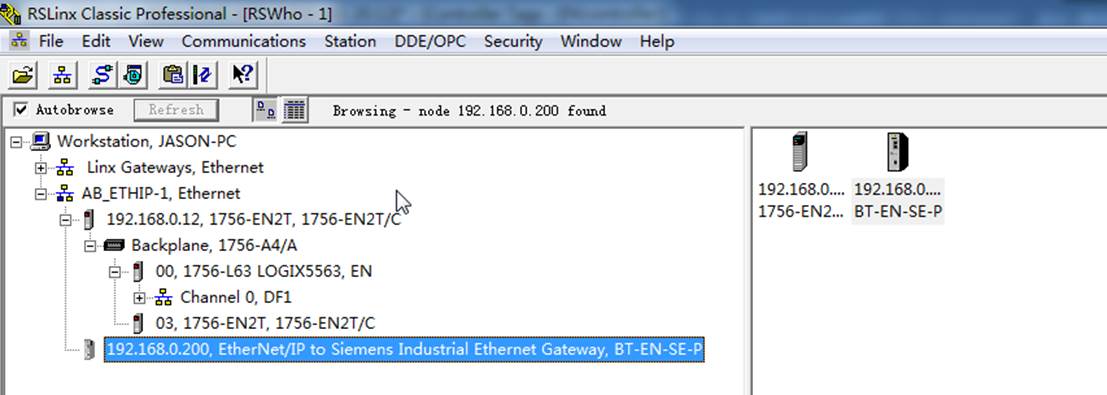 RSLinx Classic Professional - [RSWho - 1]
File Edit View Communications Station DDE/OPC Security Window Help
Autobrowse Refresh Browsing - node 192.168.0.200 found
Workstation, JASON-PC
Linx Gateways, Ethernet
AB_ETHIP-1, Ethernet
192.168.0.12, 1756-EN2T, 1756-EN2T/C
Backplane, 1756-A4/A
00, 1756-L63 LOGIX5563, EN
Channel 0, DF1
03, 1756-EN2T, 1756-EN2T/C
192.168.0.200, EtherNet/IP to Siemens Industrial Ethernet Gateway, BT-EN-SE-P
192.168.0.... 192.168.0....
1756-EN2... BT-EN-SE-P